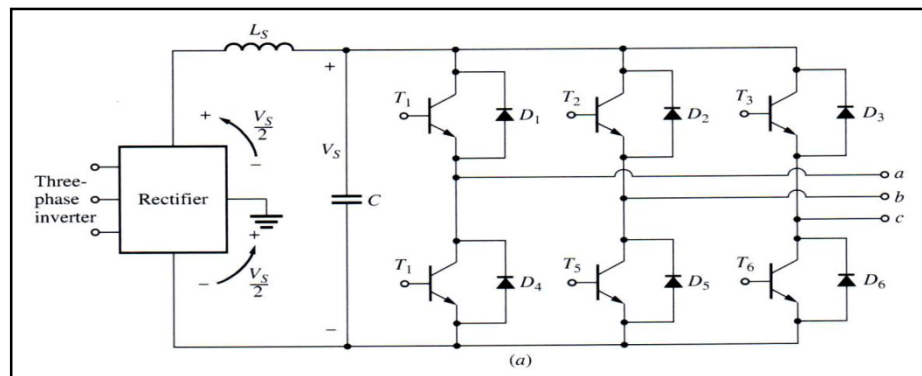 L_S
+
T_1
D_1
T_2
D_2
T_3
D_3
+
V_S/2
−
V_S
a
b
c
Three-
phase
inverter
Rectifier
C
+
V_S/2
−
T_1
D_4
T_5
D_5
T_6
D_6
−
(a)